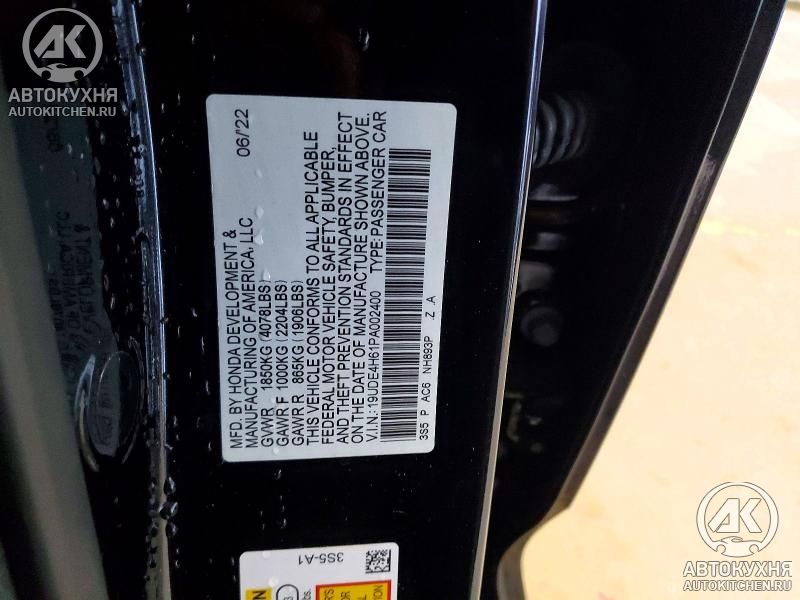 АК
АВТОКУХНЯ
AUTOKITCHEN.RU
MFD. BY HONDA DEVELOPMENT & 06/'22
MANUFACTURING OF AMERICA, LLC
GVWR 1850KG (4078LBS)
GAWR F 1000KG (2204LBS)
GAWR R 865KG (1906LBS)
THIS VEHICLE CONFORMS TO ALL APPLICABLE
FEDERAL MOTOR VEHICLE SAFETY, BUMPER,
AND THEFT PREVENTION STANDARDS IN EFFECT
ON THE DATE OF MANUFACTURE SHOWN ABOVE.
V.I.N.: 19UDE4H61PA002400 TYPE: PASSENGER CAR
3S5 P AC6 NH893P Z .A
3S5-A1
АК
АВТОКУХНЯ
AUTOKITCHEN.RU